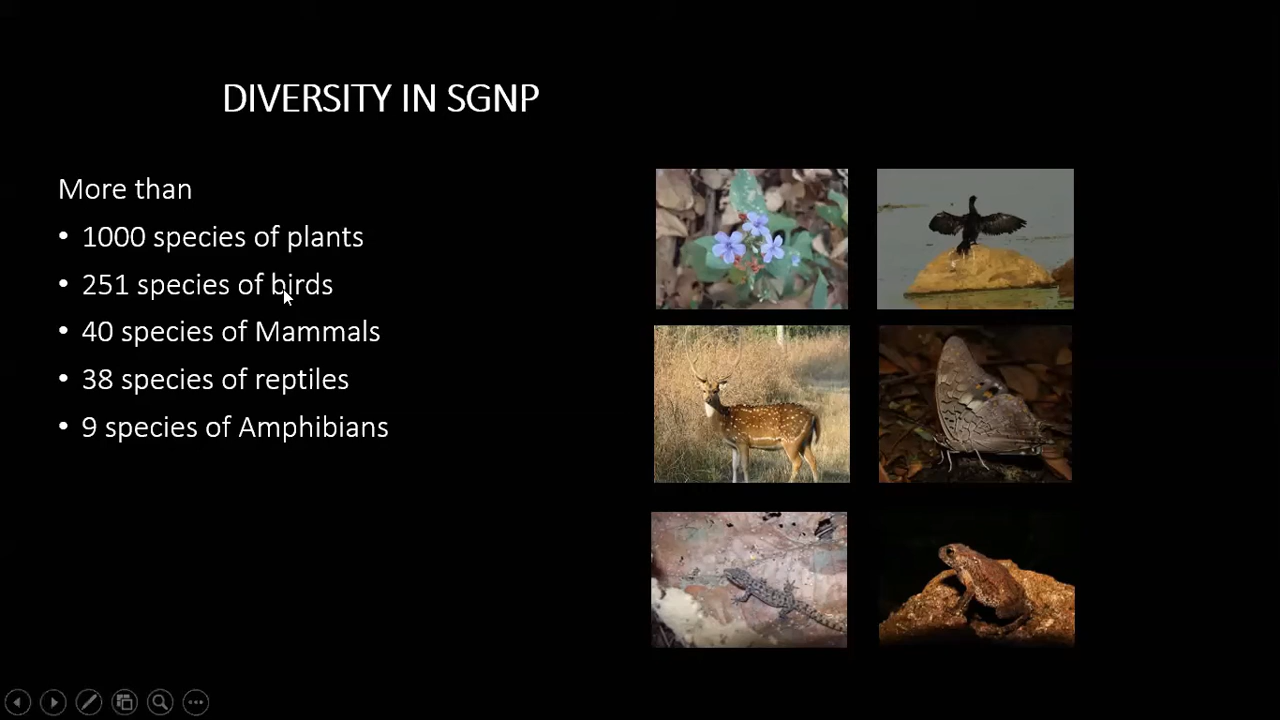 DIVERSITY IN SGNP
More than
• 1000 species of plants
• 251 species of birds
• 40 species of Mammals
• 38 species of reptiles
• 9 species of Amphibians